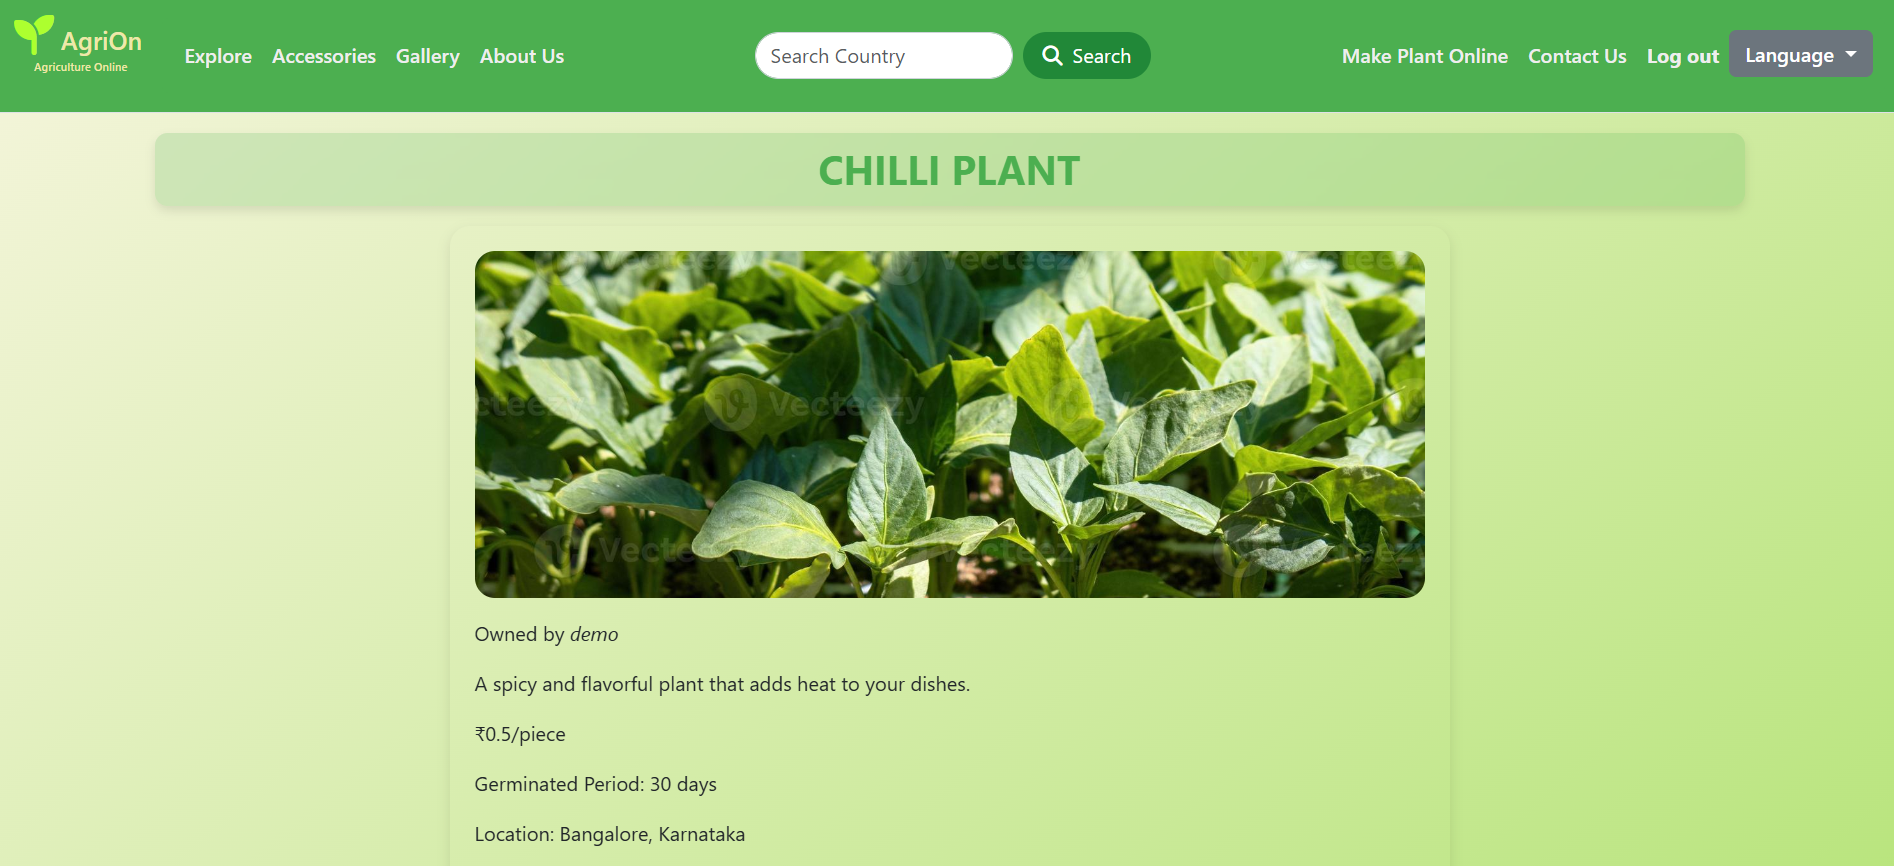 AgriOn
Agriculture Online
Explore Accessories Gallery About Us
Search Country
Search
Make Plant Online Contact Us Log out Language
CHILLI PLANT
Vecteezy
Vecteezy
Owned by demo
A spicy and flavorful plant that adds heat to your dishes.
₹0.5/piece
Germinated Period: 30 days
Location: Bangalore, Karnataka